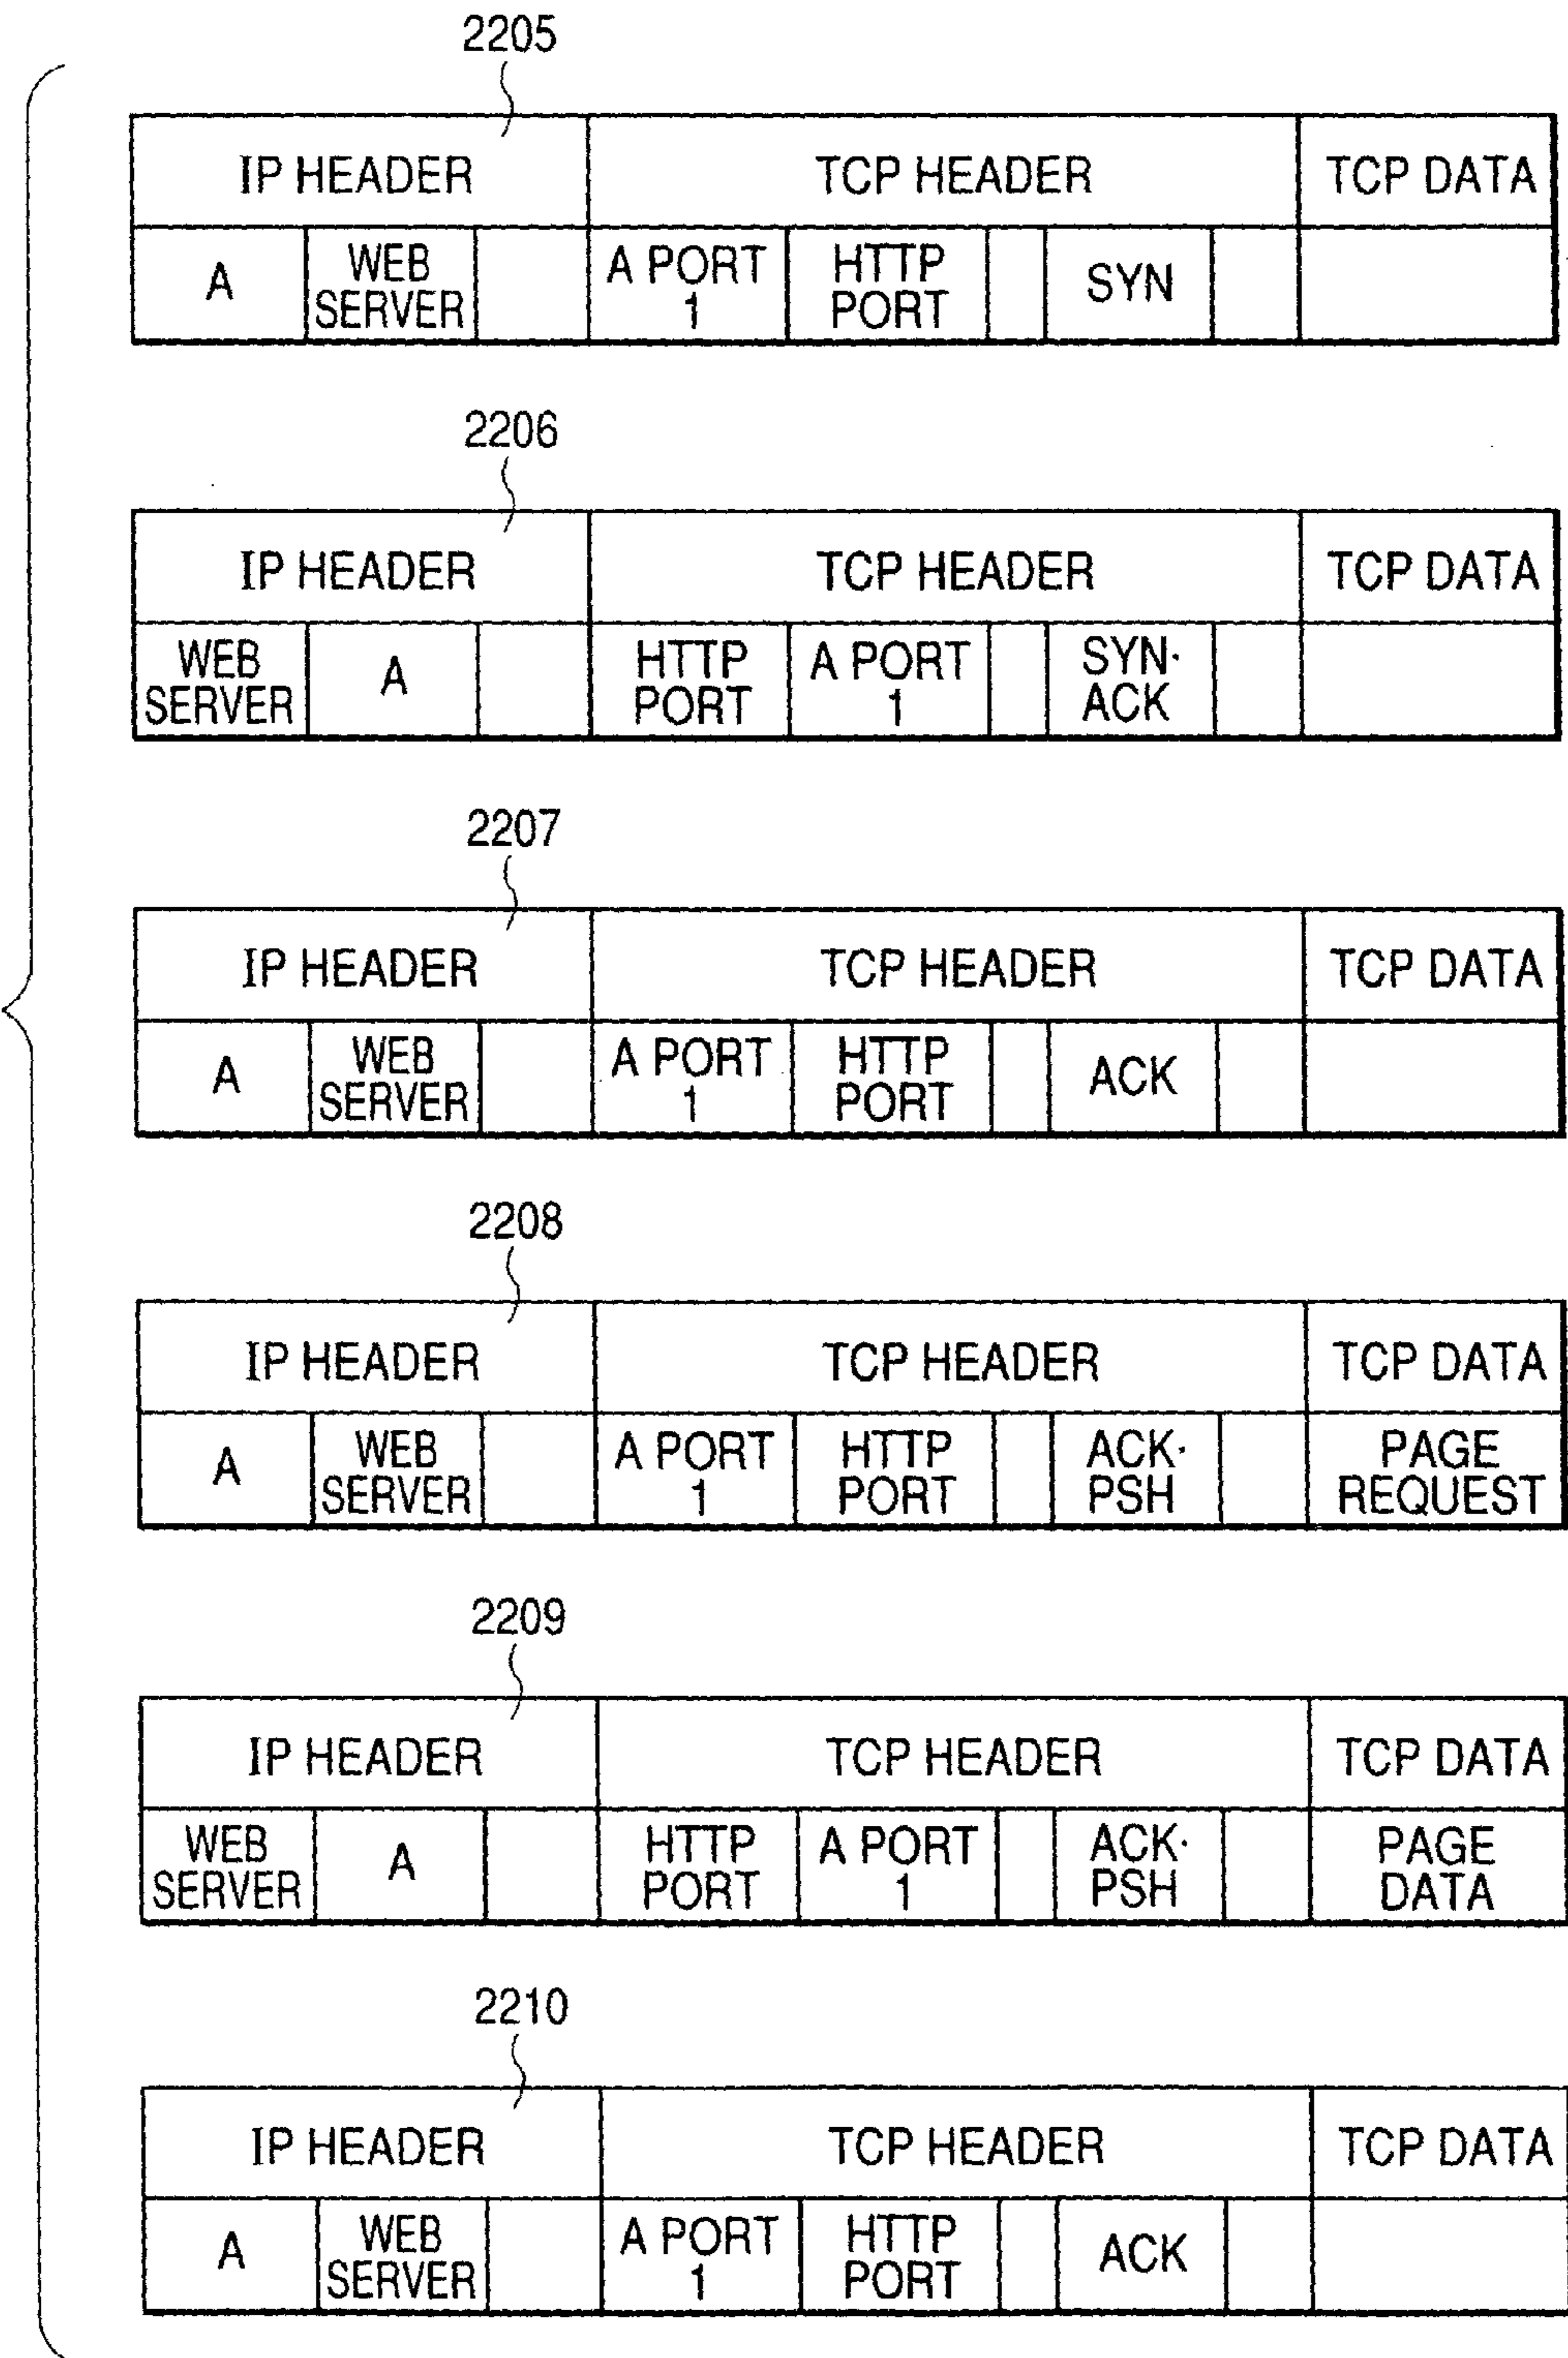 2205
IP HEADER TCP HEADER TCP DATA
A WEB SERVER A PORT 1 HTTP PORT SYN
2206
IP HEADER TCP HEADER TCP DATA
WEB SERVER A HTTP PORT A PORT 1 SYN· ACK
2207
IP HEADER TCP HEADER TCP DATA
A WEB SERVER A PORT 1 HTTP PORT ACK
2208
IP HEADER TCP HEADER TCP DATA
A WEB SERVER A PORT 1 HTTP PORT ACK· PSH PAGE REQUEST
2209
IP HEADER TCP HEADER TCP DATA
WEB SERVER A HTTP PORT A PORT 1 ACK· PSH PAGE DATA
2210
IP HEADER TCP HEADER TCP DATA
A WEB SERVER A PORT 1 HTTP PORT ACK